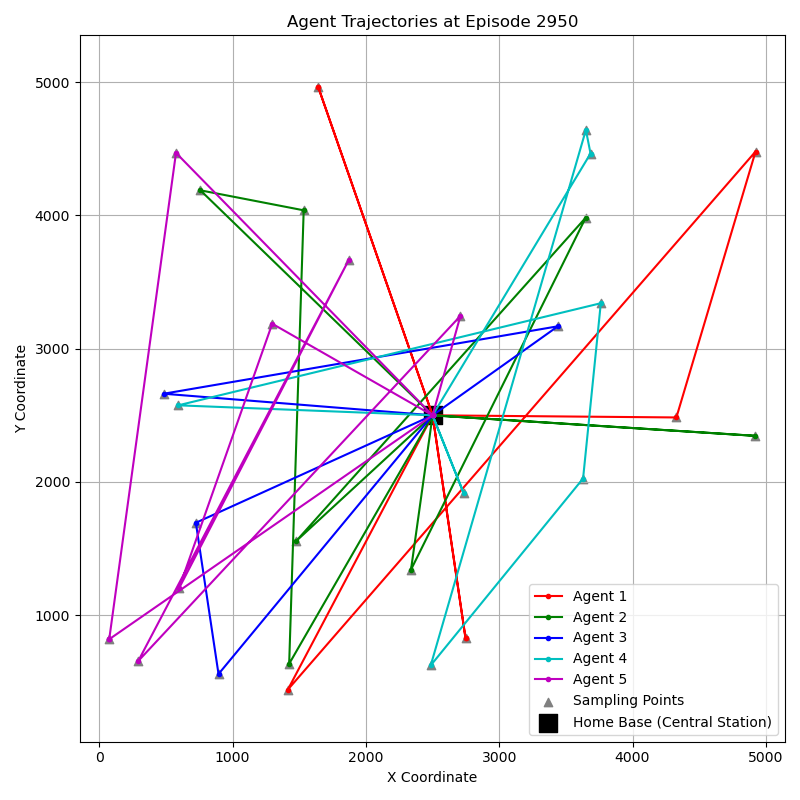 Agent Trajectories at Episode 2950
Y Coordinate
5000
4000
3000
2000
1000
0 1000 2000 3000 4000 5000
X Coordinate
Agent 1
Agent 2
Agent 3
Agent 4
Agent 5
Sampling Points
Home Base (Central Station)